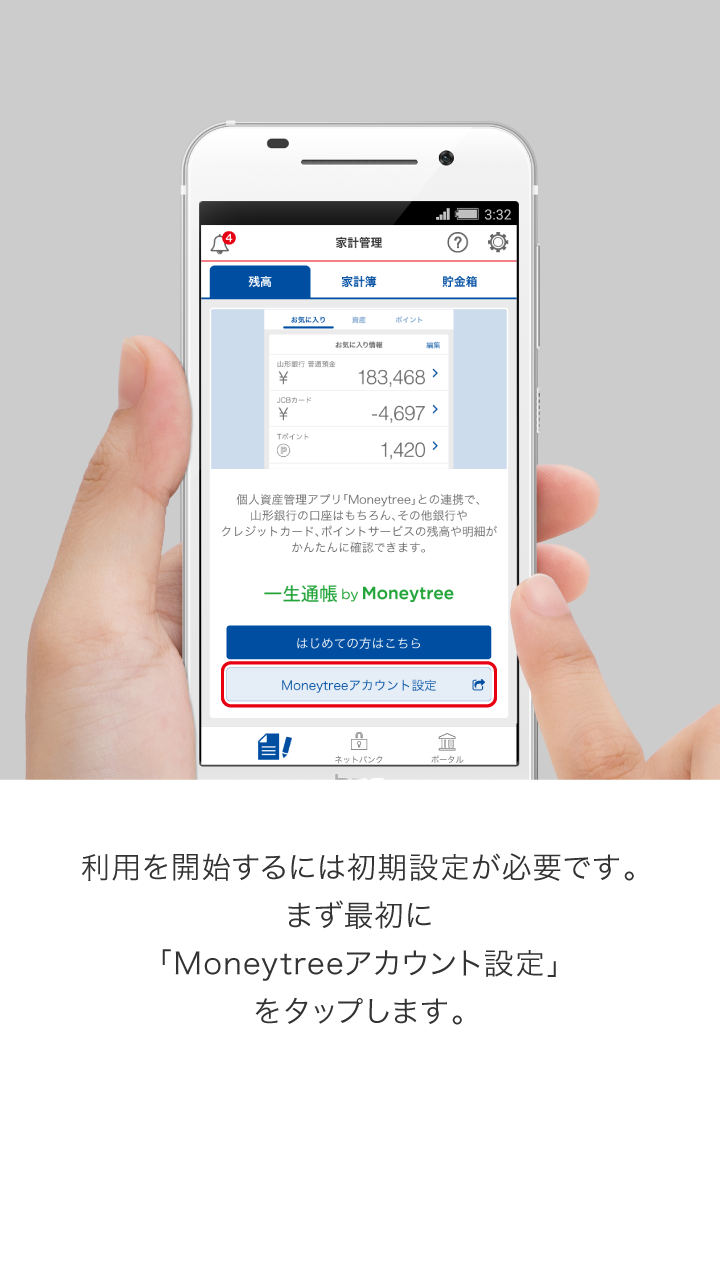 3:32
4
家計管理
?
残高
家計簿
貯金箱
お気に入り
資産
ポイント
お気に入り情報
編集
山形銀行 普通預金
¥
183,468
JCBカード
¥
-4,697
Tポイント
P
1,420
個人資産管理アプリ「Moneytree」との連携で、
山形銀行の口座はもちろん、その他銀行や
クレジットカード、ポイントサービスの残高や明細が
かんたんに確認できます。
一生通帳 by Moneytree
はじめての方はこちら
Moneytreeアカウント設定
ネットバンク
ポータル
利用を開始するには初期設定が必要です。
まず最初に
「Moneytreeアカウント設定」
をタップします。